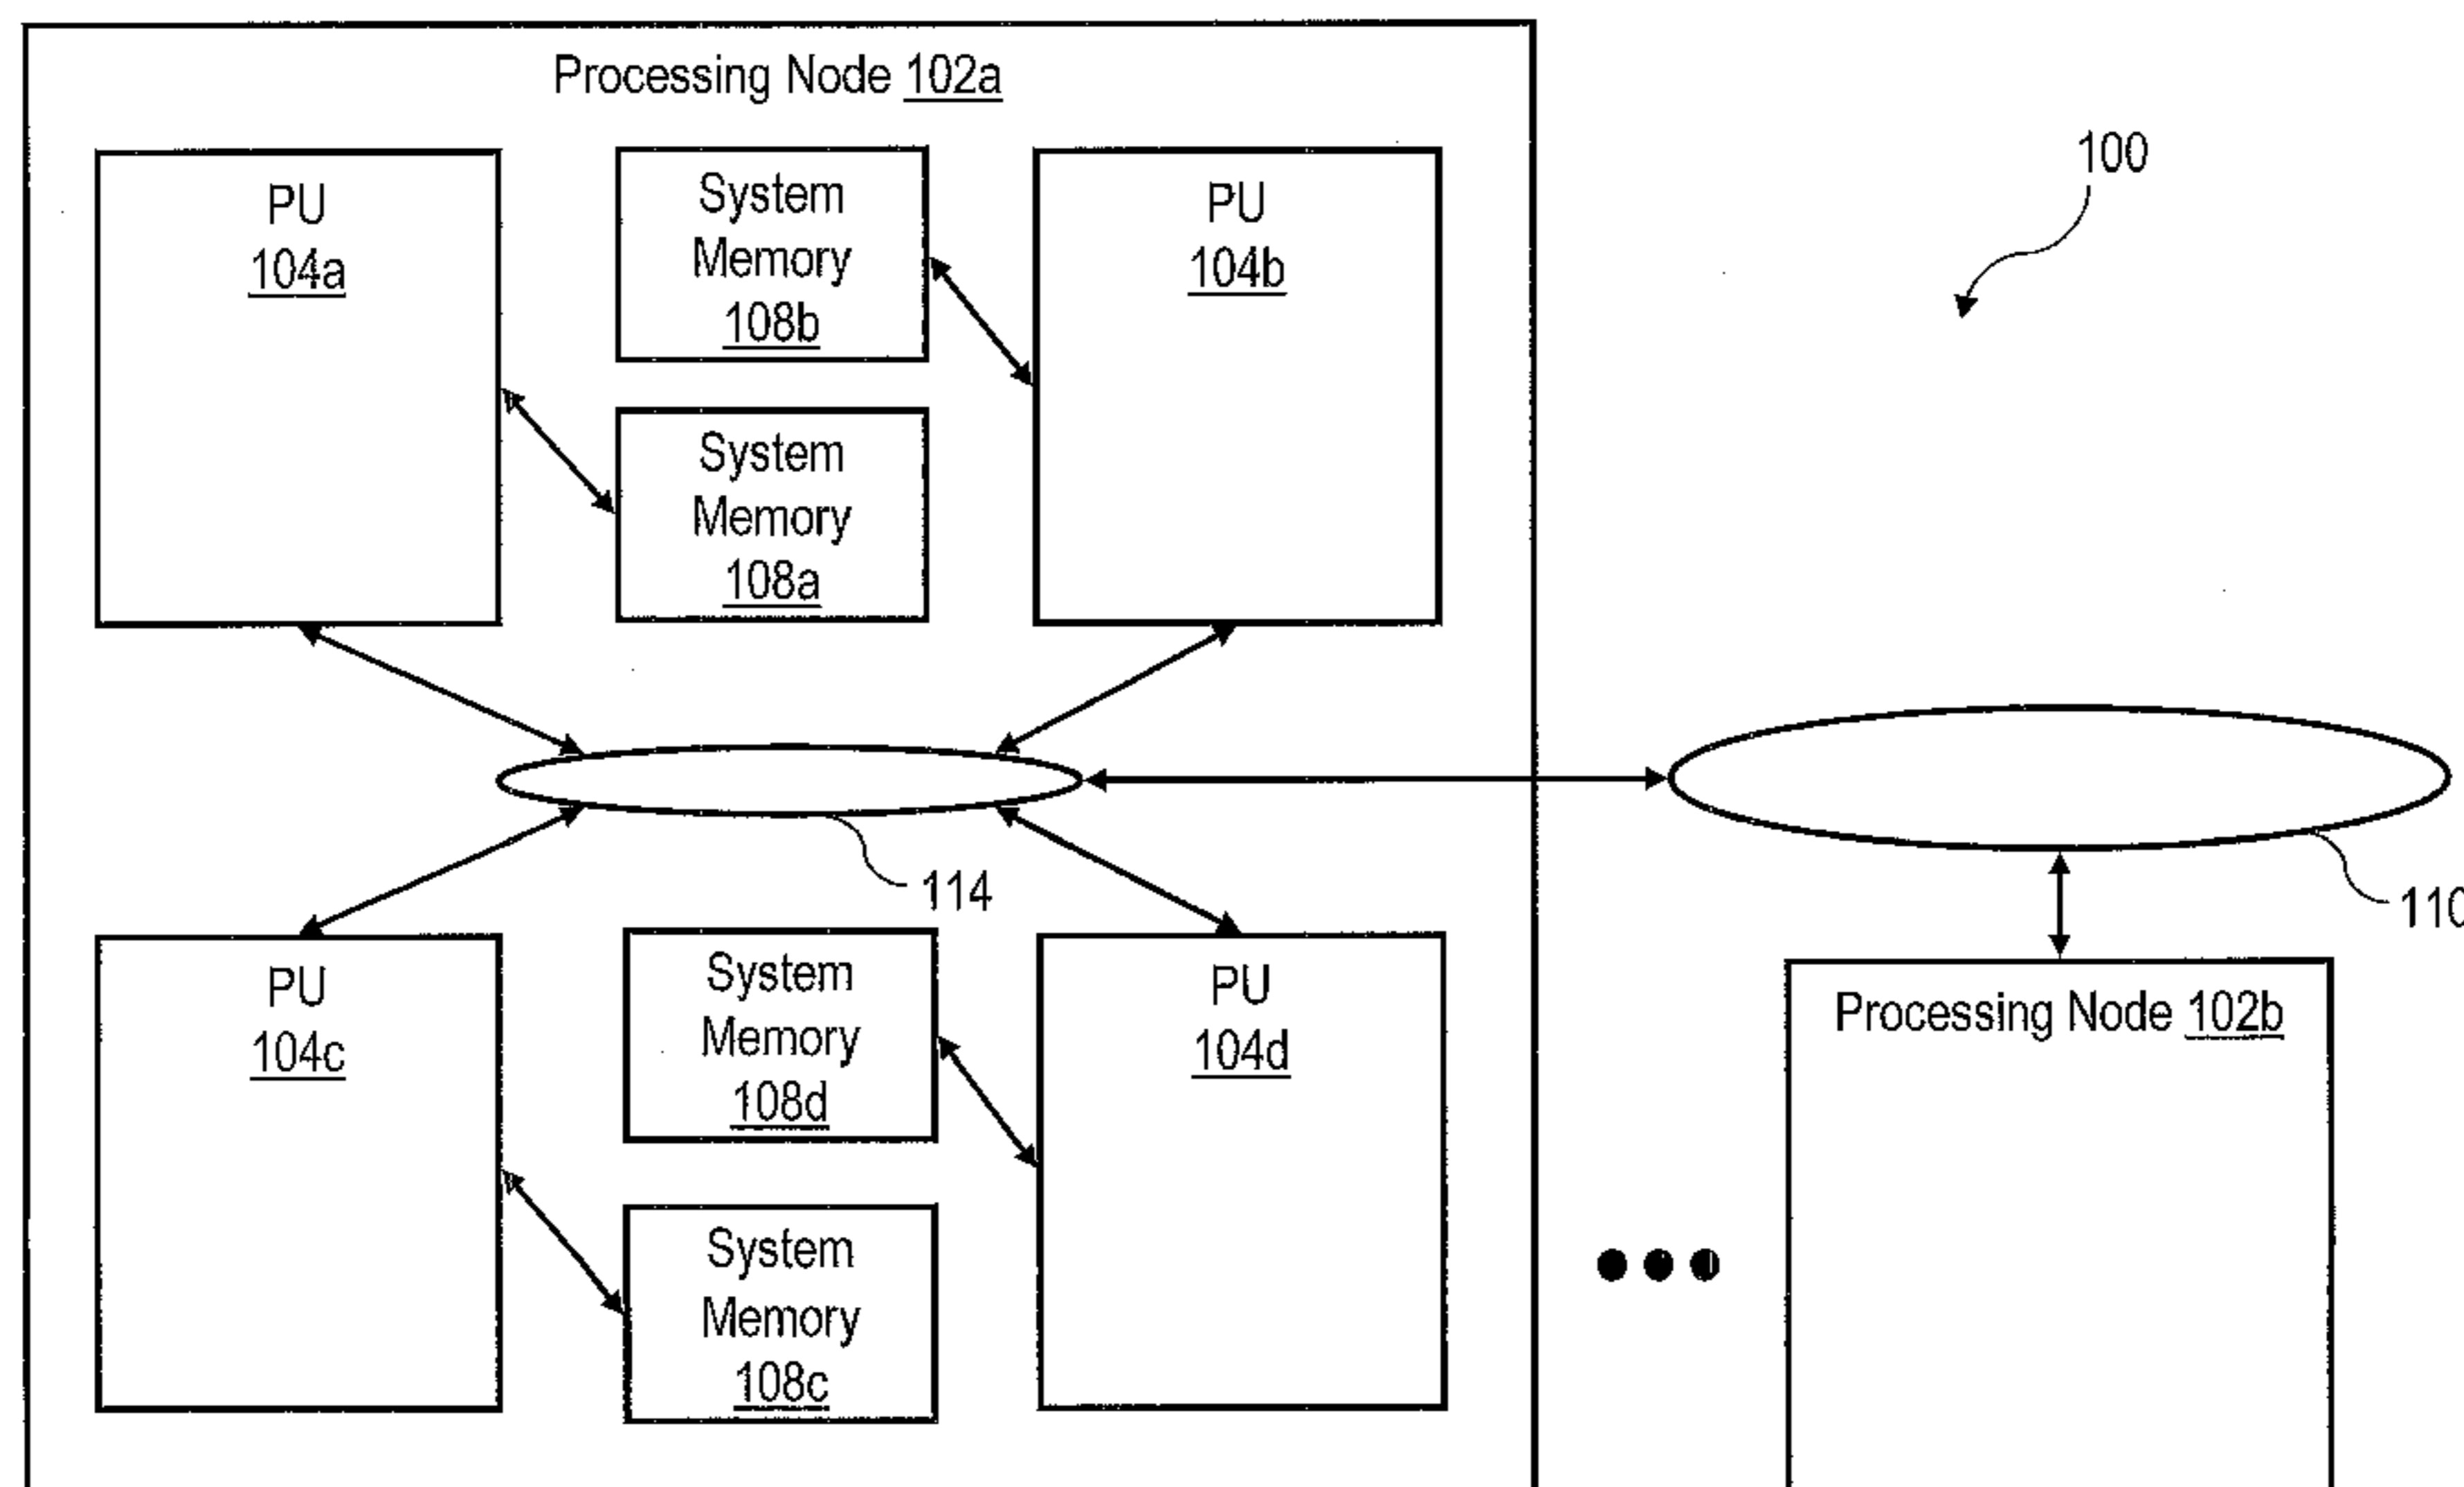 Processing Node 102a
PU
104a
System
Memory
108b
PU
104b
100
System
Memory
108a
114
110
PU
104c
System
Memory
108d
PU
104d
Processing Node 102b
System
Memory
108c